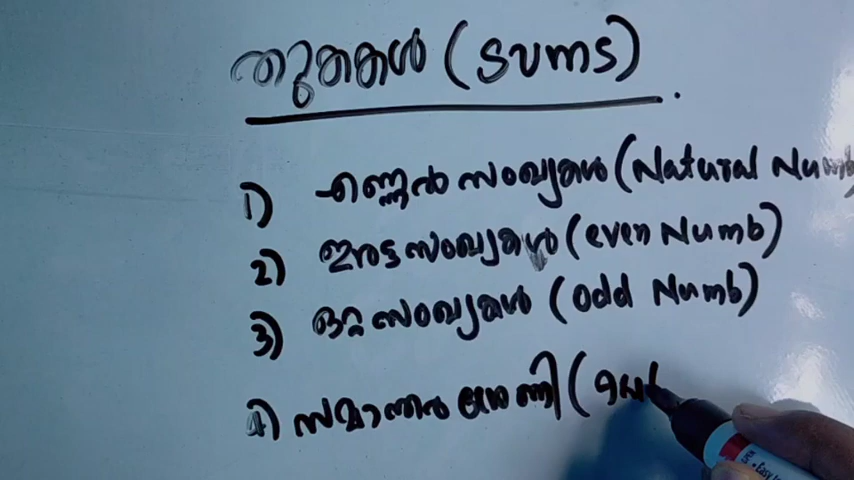 തുകകൾ (Sums)
1) എണ്ണൽ സംഖ്യകൾ (Natural Numb
2) ഇരട്ട സംഖ്യകൾ (even Numb)
3) ഒറ്റ സംഖ്യകൾ (Odd Numb)
4) സമാന്തര ശ്രേണി (